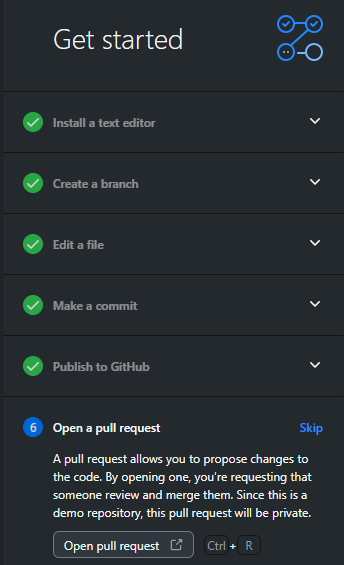 Get started
Install a text editor
Create a branch
Edit a file
Make a commit
Publish to GitHub
6 Open a pull request Skip
A pull request allows you to propose changes to
the code. By opening one, you're requesting that
someone review and merge them. Since this is a
demo repository, this pull request will be private.
Open pull request Ctrl + R